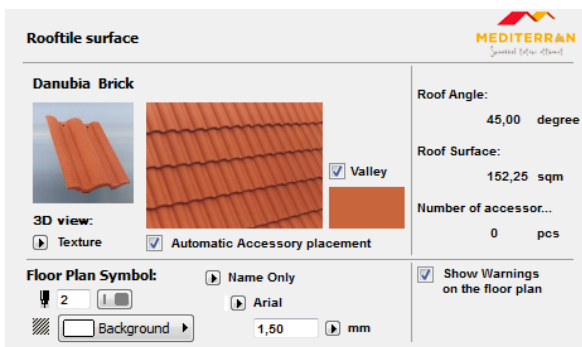 Rooftile surface
MEDITERRAN
Danubia Brick
Valley
3D view:
Texture
Automatic Accessory placement
Roof Angle:
45,00 degree
Roof Surface:
152,25 sqm
Number of accessor...
0 pcs
Floor Plan Symbol:
2
Background
Name Only
Arial
1,50 mm
Show Warnings
on the floor plan